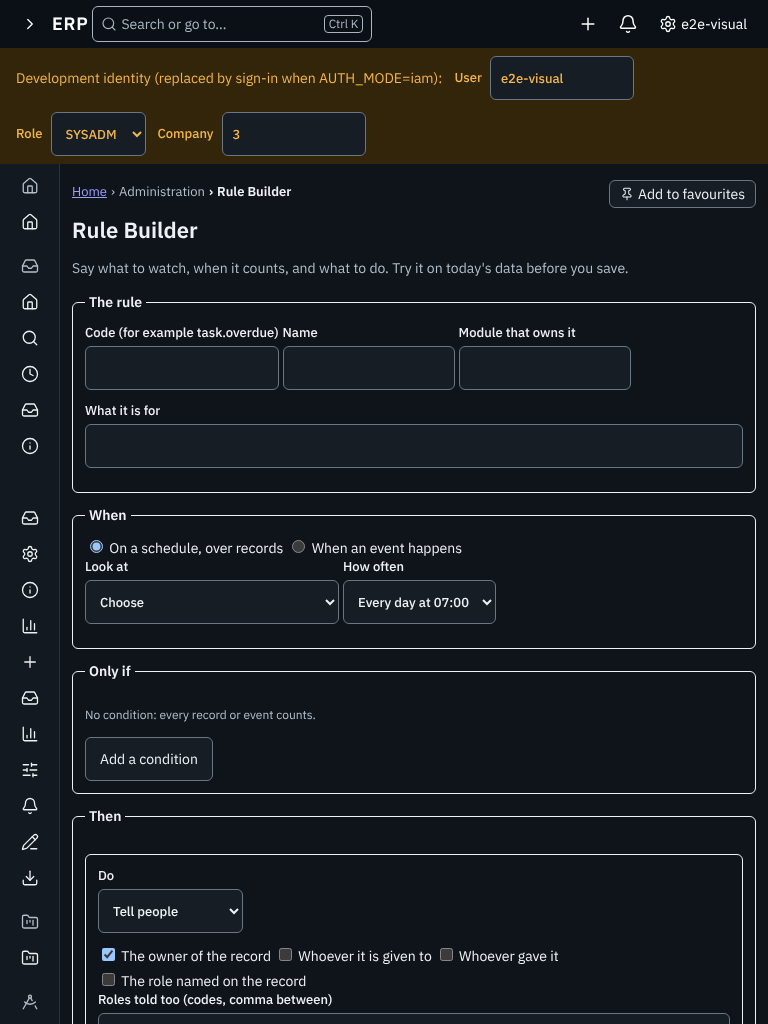 ERP Search or go to... Ctrl K e2e-visual
Development identity (replaced by sign-in when AUTH_MODE=iam): User e2e-visual
Role SYSADM Company 3
Home › Administration › Rule Builder Add to favourites
Rule Builder
Say what to watch, when it counts, and what to do. Try it on today's data before you save.
The rule
Code (for example task.overdue) Name Module that owns it
What it is for
When
On a schedule, over records When an event happens
Look at How often
Choose Every day at 07:00
Only if
No condition: every record or event counts.
Add a condition
Then
Do
Tell people
The owner of the record Whoever it is given to Whoever gave it
The role named on the record
Roles told too (codes, comma between)